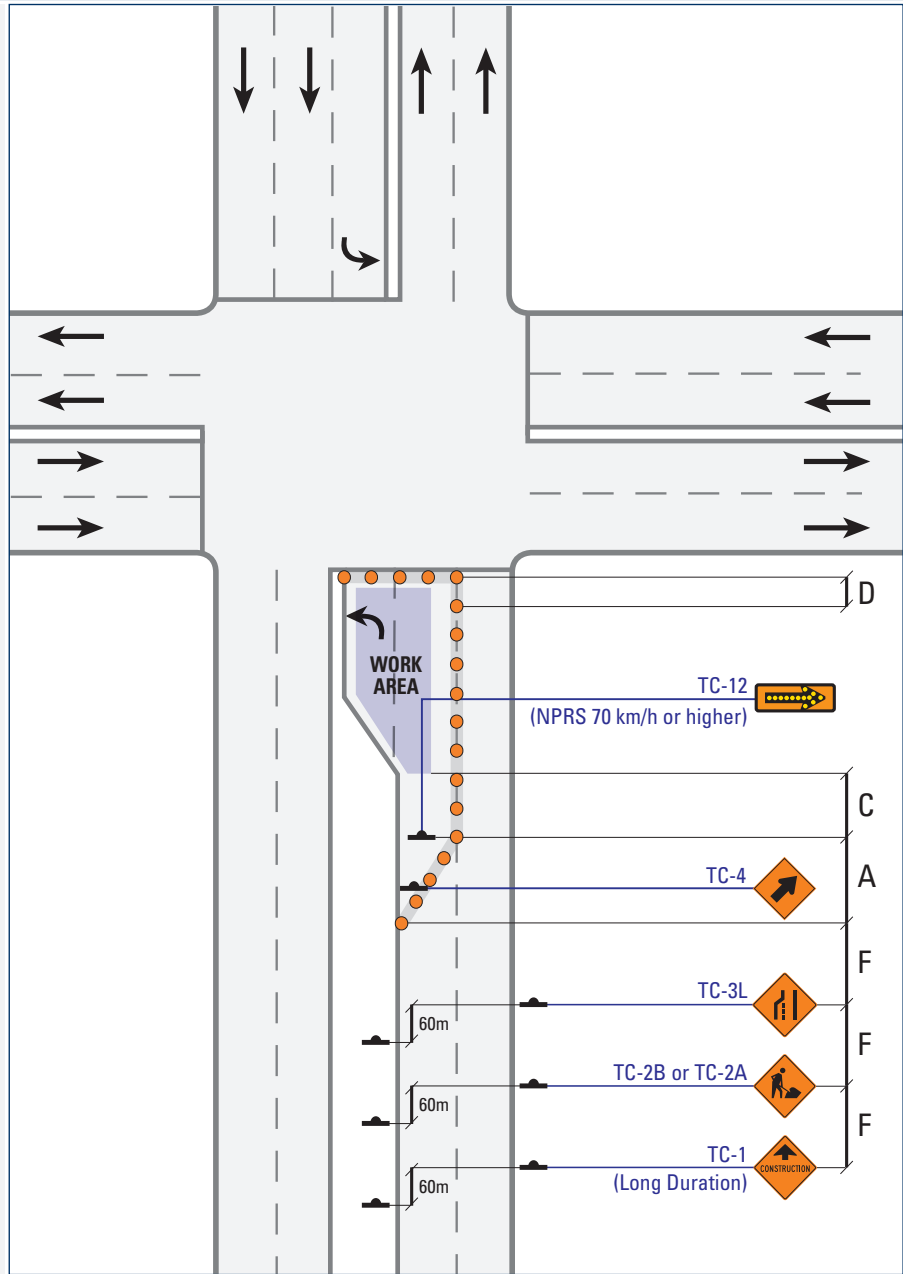 D
WORK
AREA
TC-12
(NPRS 70 km/h or higher)
C
TC-4
A
F
TC-3L
60m
F
TC-2B or TC-2A
60m
F
TC-1
(Long Duration)
CONSTRUCTION
60m